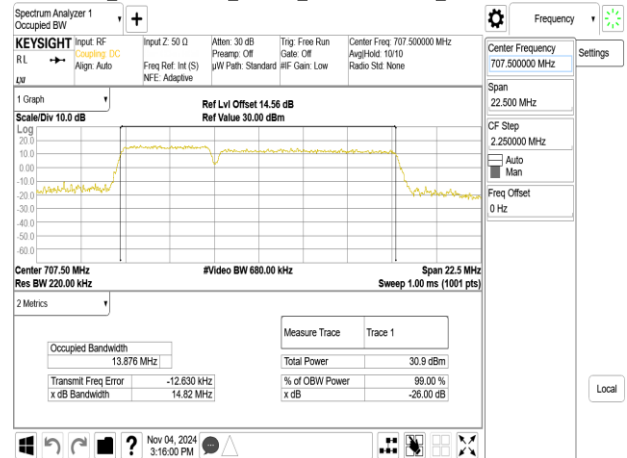 Spectrum Analyzer 1
Occupied BW
Frequency
KEYSIGHT
R L
LXI
Input: RF
Coupling: DC
Align: Auto
Input Z: 50 Ω
Freq Ref: Int (S)
NFE: Adaptive
Atten: 30 dB
Preamp: Off
µW Path: Standard
Trig: Free Run
Gate: Off
#IF Gain: Low
Center Freq: 707.500000 MHz
Avg|Hold: 10/10
Radio Std: None
Center Frequency
707.500000 MHz
Settings
Span
22.500 MHz
CF Step
2.250000 MHz
Auto
Man
Freq Offset
0 Hz
Local
1 Graph
Scale/Div 10.0 dB
Ref Lvl Offset 14.56 dB
Ref Value 30.00 dBm
Log
20.0
10.0
0.00
-10.0
-20.0
-30.0
-40.0
-50.0
-60.0
Center 707.50 MHz
#Video BW 680.00 kHz
Span 22.5 MHz
Res BW 220.00 kHz
Sweep 1.00 ms (1001 pts)
2 Metrics
Measure Trace Trace 1
Occupied Bandwidth
13.876 MHz
Total Power 30.9 dBm
Transmit Freq Error -12.630 kHz
% of OBW Power 99.00 %
x dB Bandwidth 14.82 MHz
x dB -26.00 dB
?
Nov 04, 2024
3:16:00 PM